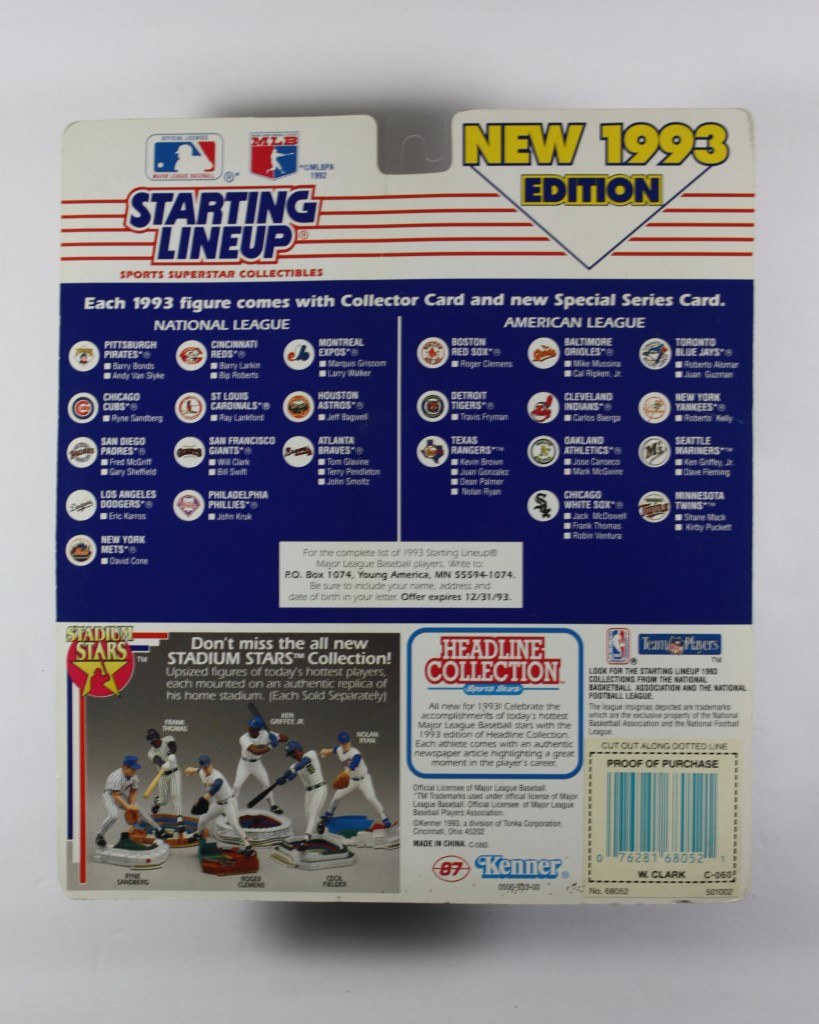 OFFICIAL LICENSEE
MAJOR LEAGUE BASEBALL
®*
MLB
*©MLBPA
1992
STARTING
LINEUP®
SPORTS SUPERSTAR COLLECTIBLES
NEW 1993
EDITION
Each 1993 figure comes with Collector Card and new Special Series Card.
NATIONAL LEAGUE
PITTSBURGH
PIRATES*®
Barry Bonds
Andy Van Slyke
CHICAGO
CUBS*®
Ryne Sandberg
SAN DIEGO
PADRES*®
Fred McGriff
Gary Sheffield
LOS ANGELES
DODGERS*®
Eric Karros
NEW YORK
METS*®
David Cone
CINCINNATI
REDS*®
Barry Larkin
Bip Roberts
ST LOUIS
CARDINALS*®
Ray Lankford
SAN FRANCISCO
GIANTS*®
Will Clark
Bill Swift
PHILADELPHIA
PHILLIES*®
John Kruk
MONTREAL
EXPOS*®
Marquis Grissom
Larry Walker
HOUSTON
ASTROS*®
Jeff Bagwell
ATLANTA
BRAVES*®
Tom Glavine
Terry Pendleton
John Smoltz
AMERICAN LEAGUE
BOSTON
RED SOX*®
Roger Clemens
DETROIT
TIGERS*®
Travis Fryman
TEXAS
RANGERS*™
Kevin Brown
Juan Gonzalez
Dean Palmer
Nolan Ryan
BALTIMORE
ORIOLES*®
Mike Mussina
Cal Ripken, Jr.
CLEVELAND
INDIANS*®
Carlos Baerga
OAKLAND
ATHLETICS*®
Jose Canseco
Mark McGwire
CHICAGO
WHITE SOX*®
Jack McDowell
Frank Thomas
Robin Ventura
TORONTO
BLUE JAYS*®
Roberto Alomar
Juan Guzman
NEW YORK
YANKEES*®
Roberto Kelly
SEATTLE
MARINERS*™
Ken Griffey, Jr.
Dave Fleming
MINNESOTA
TWINS*™
Shane Mack
Kirby Puckett
For the complete list of 1993 Starting Lineup®
Major League Baseball players, Write to:
P.O. Box 1074, Young America, MN 55594-1074.
Be sure to include your name, address and
date of birth in your letter. Offer expires 12/31/93.
STADIUM
STARS
™
Don't miss the all new
STADIUM STARS™ Collection!
Upsized figures of today's hottest players,
each mounted on an authentic replica of
his home stadium. (Each Sold Separately)
FRANK
THOMAS
KEN
GRIFFEY, JR.
NOLAN
RYAN
RYNE
SANDBERG
ROGER
CLEMENS
CECIL
FIELDER
HEADLINE
COLLECTION™
Sports Stars
All new for 1993! Celebrate the
accomplishments of today's hottest
Major League Baseball stars with the
1993 edition of Headline Collection.
Each athlete comes with an authentic
newspaper article highlighting a great
moment in the player's career.
Official Licensee of Major League Baseball.
*™ Trademarks used under official license of Major
League Baseball. Official Licensee of Major League
Baseball Players Association.
©Kenner 1993, a division of Tonka Corporation,
Cincinnati, Ohio 45202
MADE IN CHINA. C-060
87
Kenner®
NBA
Team NFL Players
™
LOOK FOR THE STARTING LINEUP 1993
COLLECTIONS FROM THE NATIONAL
BASKETBALL ASSOCIATION AND THE NATIONAL
FOOTBALL LEAGUE.
The league insignias depicted are trademarks
which are the exclusive property of the National
Basketball Association and the National Football
League.
CUT OUT ALONG DOTTED LINE
PROOF OF PURCHASE
0 76281 68052 1
W. CLARK C-060
No. 68052 501002